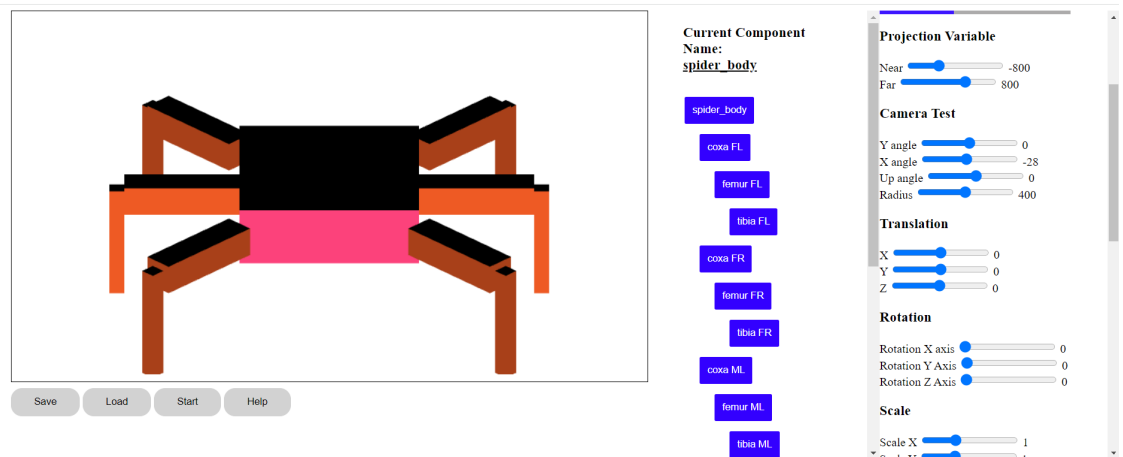 Current Component
Name:
spider_body
spider_body
coxa FL
femur FL
tibia FL
coxa FR
femur FR
tibia FR
coxa ML
femur ML
tibia ML
Save
Load
Start
Help
Projection Variable
Near -800
Far 800
Camera Test
Y angle 0
X angle -28
Up angle 0
Radius 400
Translation
X 0
Y 0
Z 0
Rotation
Rotation X axis 0
Rotation Y Axis 0
Rotation Z Axis 0
Scale
Scale X 1